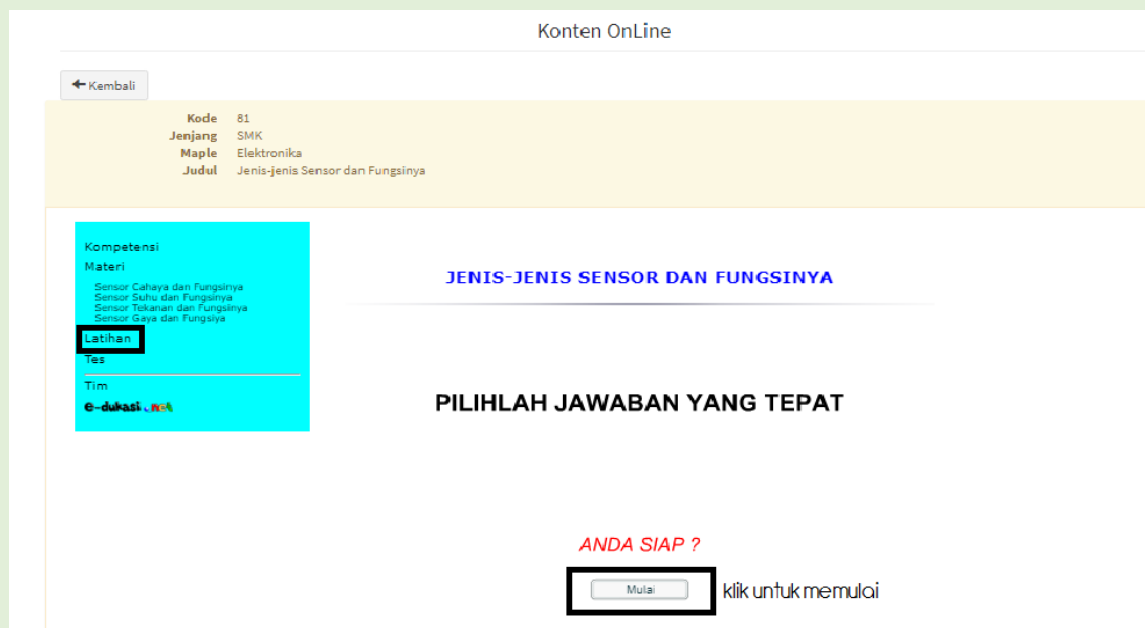 Konten OnLine
Kembali
Kode 81
Jenjang SMK
Maple Elektronika
Judul Jenis-jenis Sensor dan Fungsinya
Kompetensi
Materi
Sensor Cahaya dan Fungsinya
Sensor Suhu dan Fungsinya
Sensor Tekanan dan Fungsinya
Sensor Gaya dan Fungsiya
Latihan
Tes
Tim
e-dukasi.net
JENIS-JENIS SENSOR DAN FUNGSINYA
PILIHLAH JAWABAN YANG TEPAT
ANDA SIAP ?
Mulai klik untuk memulai